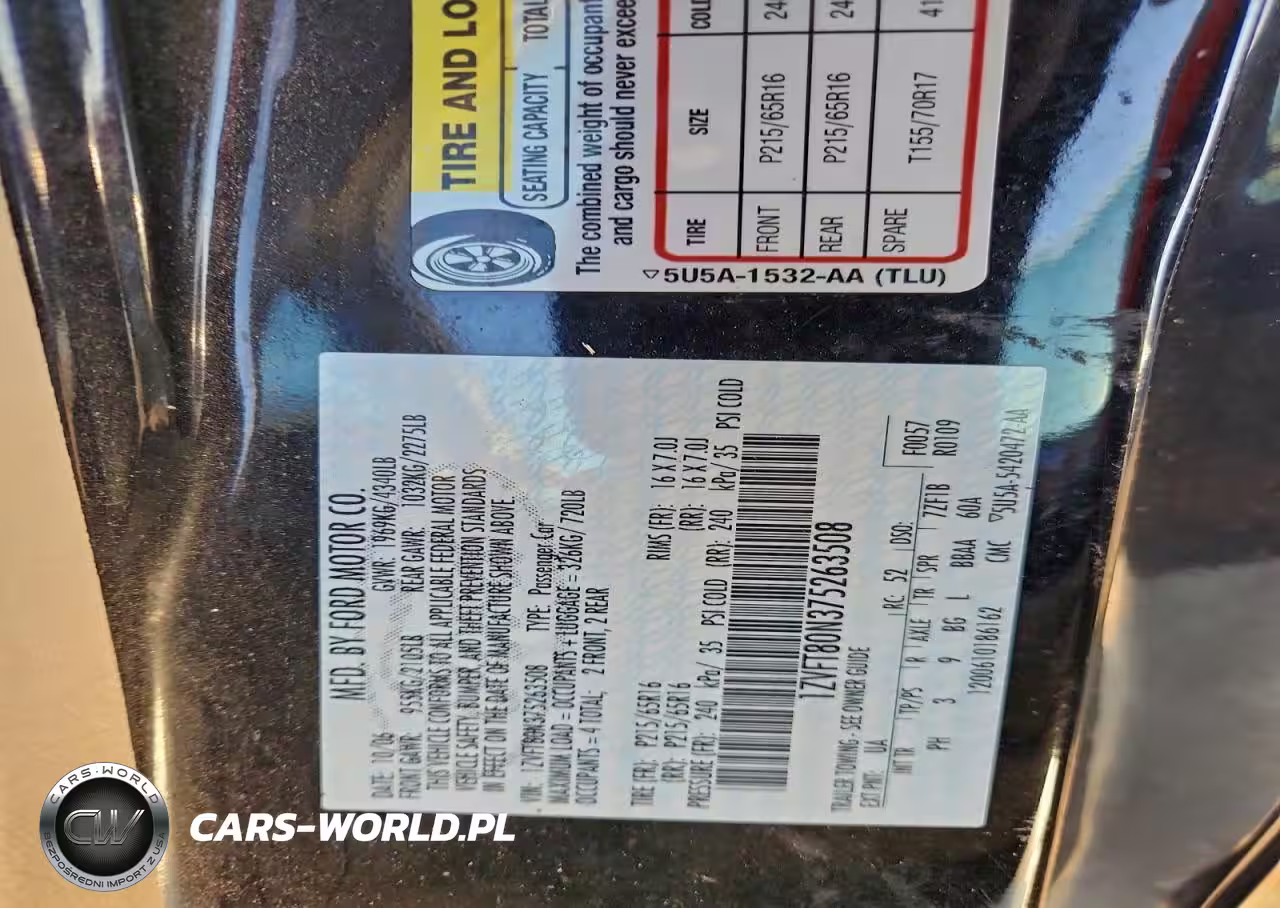 TIRE AND LO
SEATING CAPACITY TOTAL
The combined weight of occupant
and cargo should never excee
TIRE SIZE COLD
FRONT P215/65R16 24
REAR P215/65R16 24
SPARE T155/70R17 41
5U5A-1532-AA (TLU)
MFD. BY FORD MOTOR CO.
DATE: 10/06 GVWR: 1969KG/4340LB
FRONT GAWR: 955KG/2105LB REAR GAWR: 1032KG/2275LB
THIS VEHICLE CONFORMS TO ALL APPLICABLE FEDERAL MOTOR
VEHICLE SAFETY, BUMPER, AND THEFT PREVENTION STANDARDS
IN EFFECT ON THE DATE OF MANUFACTURE SHOWN ABOVE.
VIN: 1ZVFT80N375263508 TYPE: Passenger Car
MAXIMUM LOAD = OCCUPANTS + LUGGAGE = 326KG/720LB
OCCUPANTS = 4 TOTAL, 2 FRONT, 2 REAR
TIRE (FR): P215/65R16 RIMS (FR): 16 X 7.0J
(RR): P215/65R16 (RR): 16 X 7.0J
PRESSURE (FR): 240 kPa/ 35 PSI COLD (RR): 240 kPa/ 35 PSI COLD
1ZVFT80N375263508
TRAILER TOWING - SEE OWNER GUIDE
EXT PNT: UA RC: 52 DSO: F0057
INT TR TP/PS R AXLE TR SPR 7ZF1B R0109
PH 3 9 BG L BBAA 60A
1200610186162 CMC 5U5A-5420472-AA
CARS-WORLD
CW
BEZPOŚREDNI IMPORT Z USA
CARS-WORLD.PL